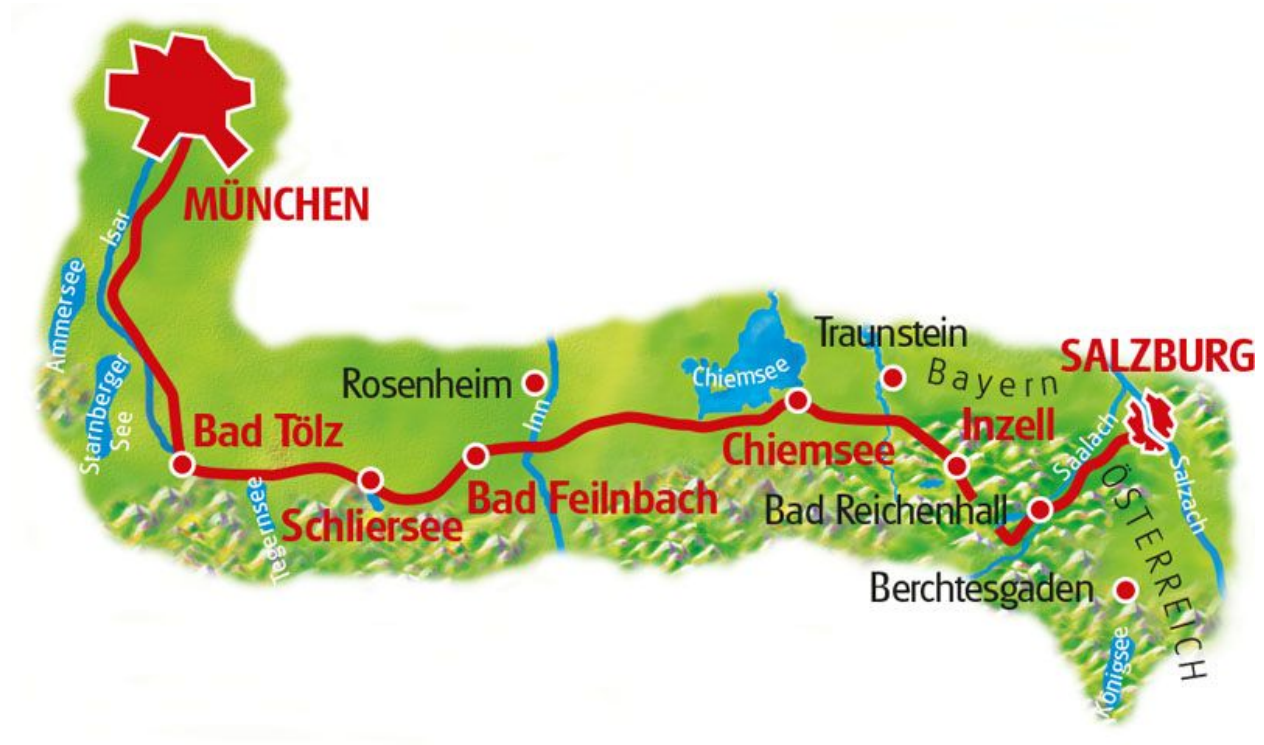 MÜNCHEN
Isar
Ammersee
Starnberger
See
Bad Tölz
Tegernsee
Schliersee
Rosenheim
Inn
Bad Feilnbach
Chiemsee
Chiemsee
Traunstein
Bayern
Inzell
SALZBURG
Saalach
Salzach
Bad Reichenhall
ÖSTERREICH
Berchtesgaden
Königsee